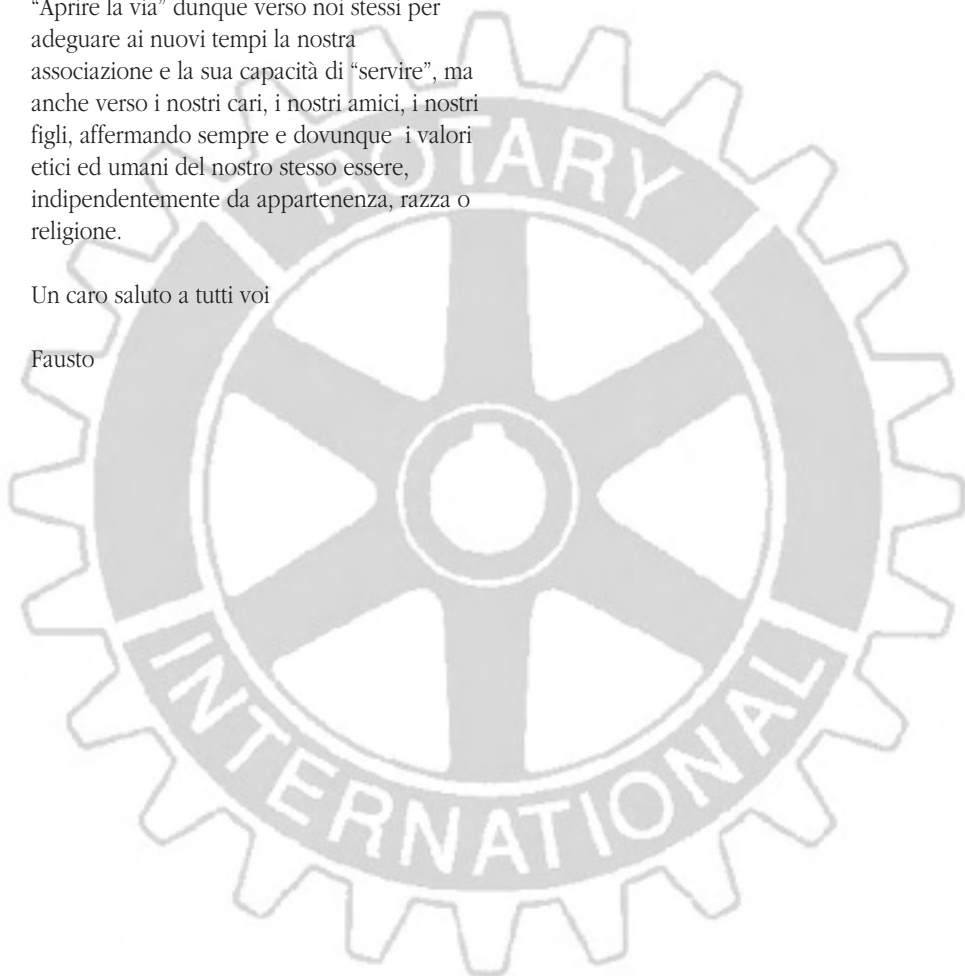 “Aprire la via” dunque verso noi stessi per
adeguare ai nuovi tempi la nostra
associazione e la sua capacità di “servire”, ma
anche verso i nostri cari, i nostri amici, i nostri
figli, affermando sempre e dovunque  i valori
etici ed umani del nostro stesso essere,
indipendentemente da appartenenza, razza o
religione.
Un caro saluto a tutti voi
Fausto
ROTARY
INTERNATIONAL